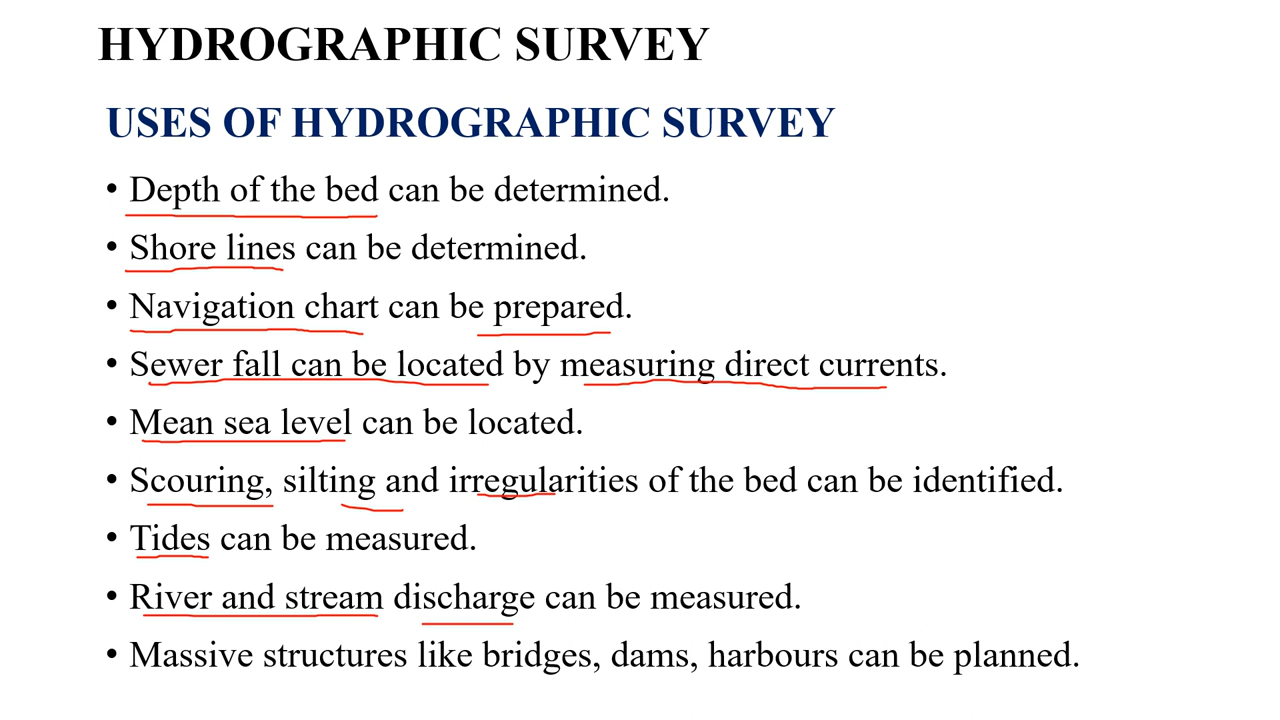 HYDROGRAPHIC SURVEY
USES OF HYDROGRAPHIC SURVEY
• Depth of the bed can be determined.
• Shore lines can be determined.
• Navigation chart can be prepared.
• Sewer fall can be located by measuring direct currents.
• Mean sea level can be located.
• Scouring, silting and irregularities of the bed can be identified.
• Tides can be measured.
• River and stream discharge can be measured.
• Massive structures like bridges, dams, harbours can be planned.